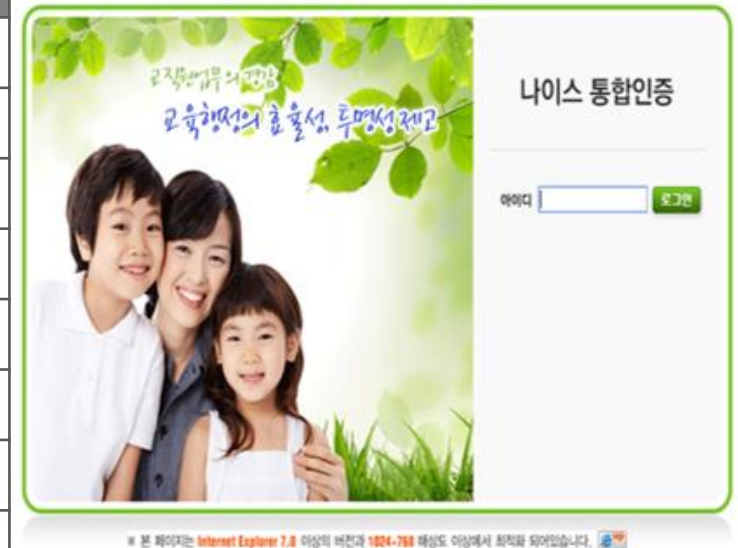 교직원업무의 경감
교육행정의 효율성, 투명성 제고
나이스 통합인증
아이디
로그인
※ 본 페이지는 Internet Explorer 7.0 이상의 버전과 1024*768 해상도 이상에서 최적화 되어있습니다.